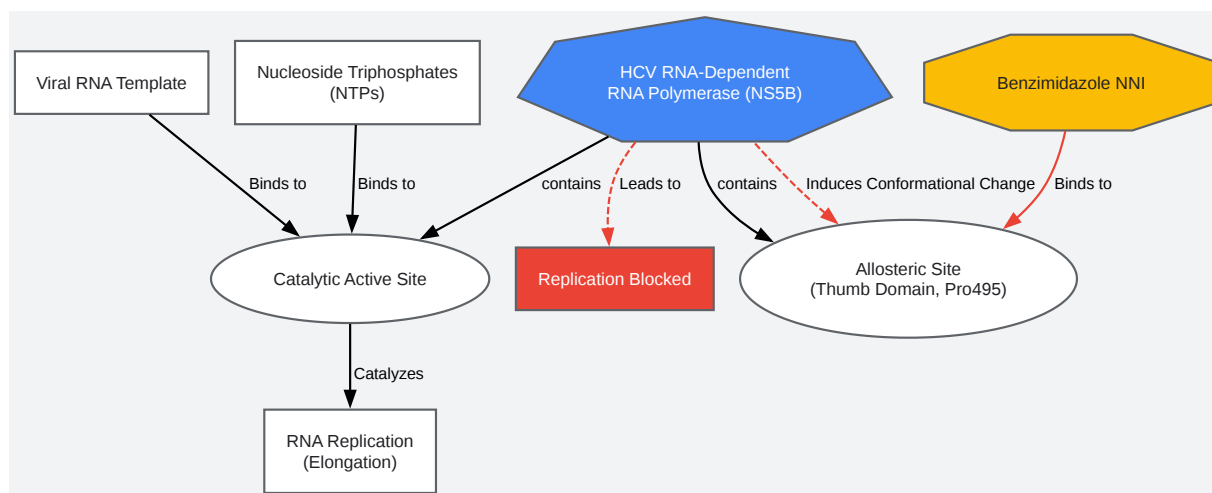 Viral RNA Template
Nucleoside Triphosphates
(NTPs)
HCV RNA-Dependent
RNA Polymerase (NS5B)
Benzimidazole NNI
Binds to
Binds to
contains
Leads to
contains
Induces Conformational Change
Binds to
Catalytic Active Site
Replication Blocked
Allosteric Site
(Thumb Domain, Pro495)
Catalyzes
RNA Replication
(Elongation)